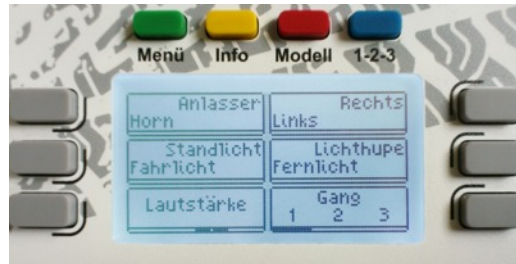 Menü Info Modell 1-2-3
Anlasser Rechts
Horn Links
Standlicht Lichthupe
Fahrlicht Fernlicht
Lautstärke Gang
1 2 3